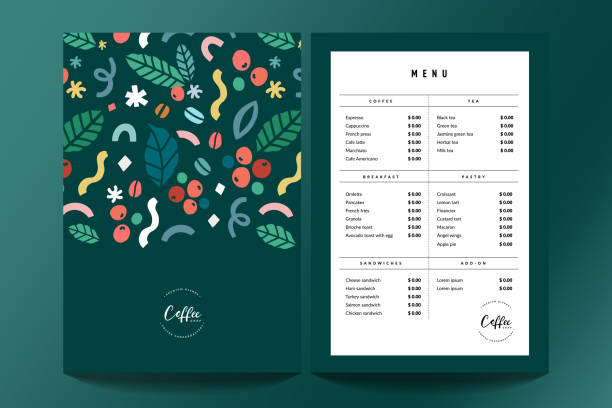 PREMIUM BLENDS
Coffee
SHOP
MENU
COFFEE
Espresso $ 0.00
Cappuccino $ 0.00
French press $ 0.00
Cafe latte $ 0.00
Macchiato $ 0.00
Cafe Americano $ 0.00
TEA
Black tea $ 0.00
Green tea $ 0.00
Jasmine green tea $ 0.00
Herbal tea $ 0.00
Milk tea $ 0.00
BREAKFAST
Omlette $ 0.00
Pancakes $ 0.00
French fries $ 0.00
Granola $ 0.00
Brioche toast $ 0.00
Avocado toast with egg $ 0.00
PASTRY
Croissant $ 0.00
Lemon tart $ 0.00
Financier $ 0.00
Custard tart $ 0.00
Macaron $ 0.00
Angel wings $ 0.00
Apple pie $ 0.00
SANDWICHES
Cheese sandwich $ 0.00
Ham sandwich $ 0.00
Turkey sandwich $ 0.00
Salmon sandwich $ 0.00
Chicken sandwich $ 0.00
ADD-ON
Lorem ipsum $ 0.00
Lorem ipsum $ 0.00
PREMIUM BLENDS
Coffee
SHOP